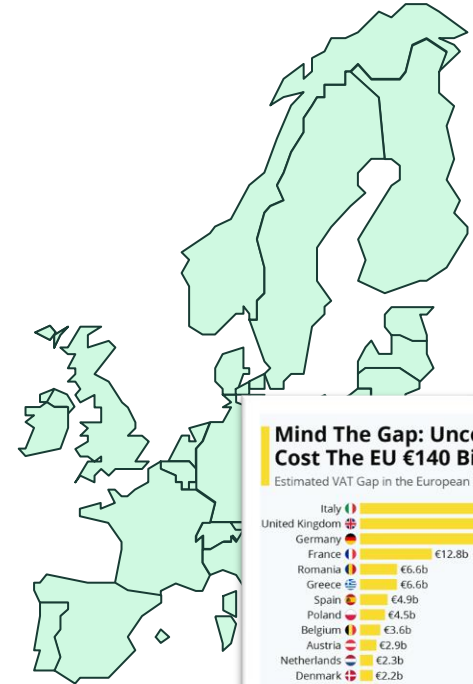 Mind The Gap:
Cost The EU €140
Estimated VAT Gap in the European
Italy
United Kingdom
Germany
France €12.8b
Romania €6.6b
Greece €6.6b
Spain €4.9b
Poland €4.5b
Belgium €3.6b
Austria €2.9b
Netherlands €2.3b
Denmark €2.2b